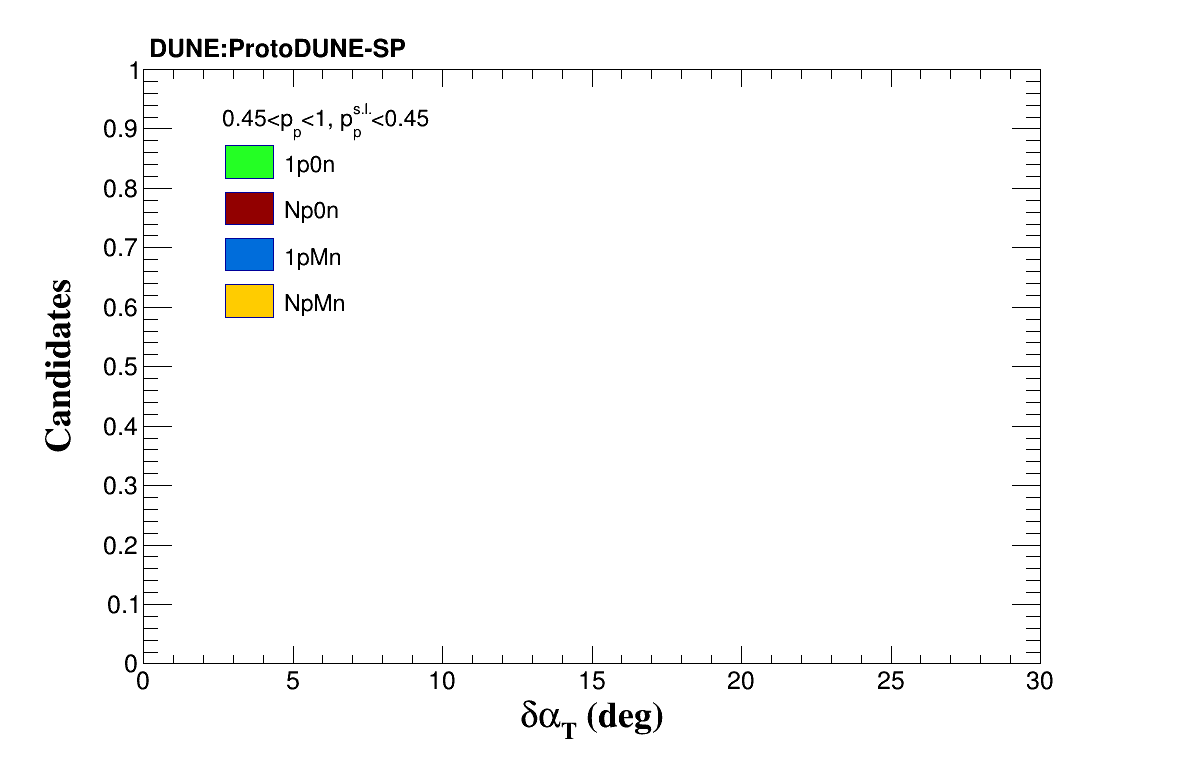 DUNE:ProtoDUNE-SP
1
0.9
0.8
0.7
0.6
0.5
0.4
0.3
0.2
0.1
0
Candidates
0.45<p_p<1, p_p^s.l.<0.45
1p0n
Np0n
1pMn
NpMn
0 5 10 15 20 25 30
δα_T (deg)